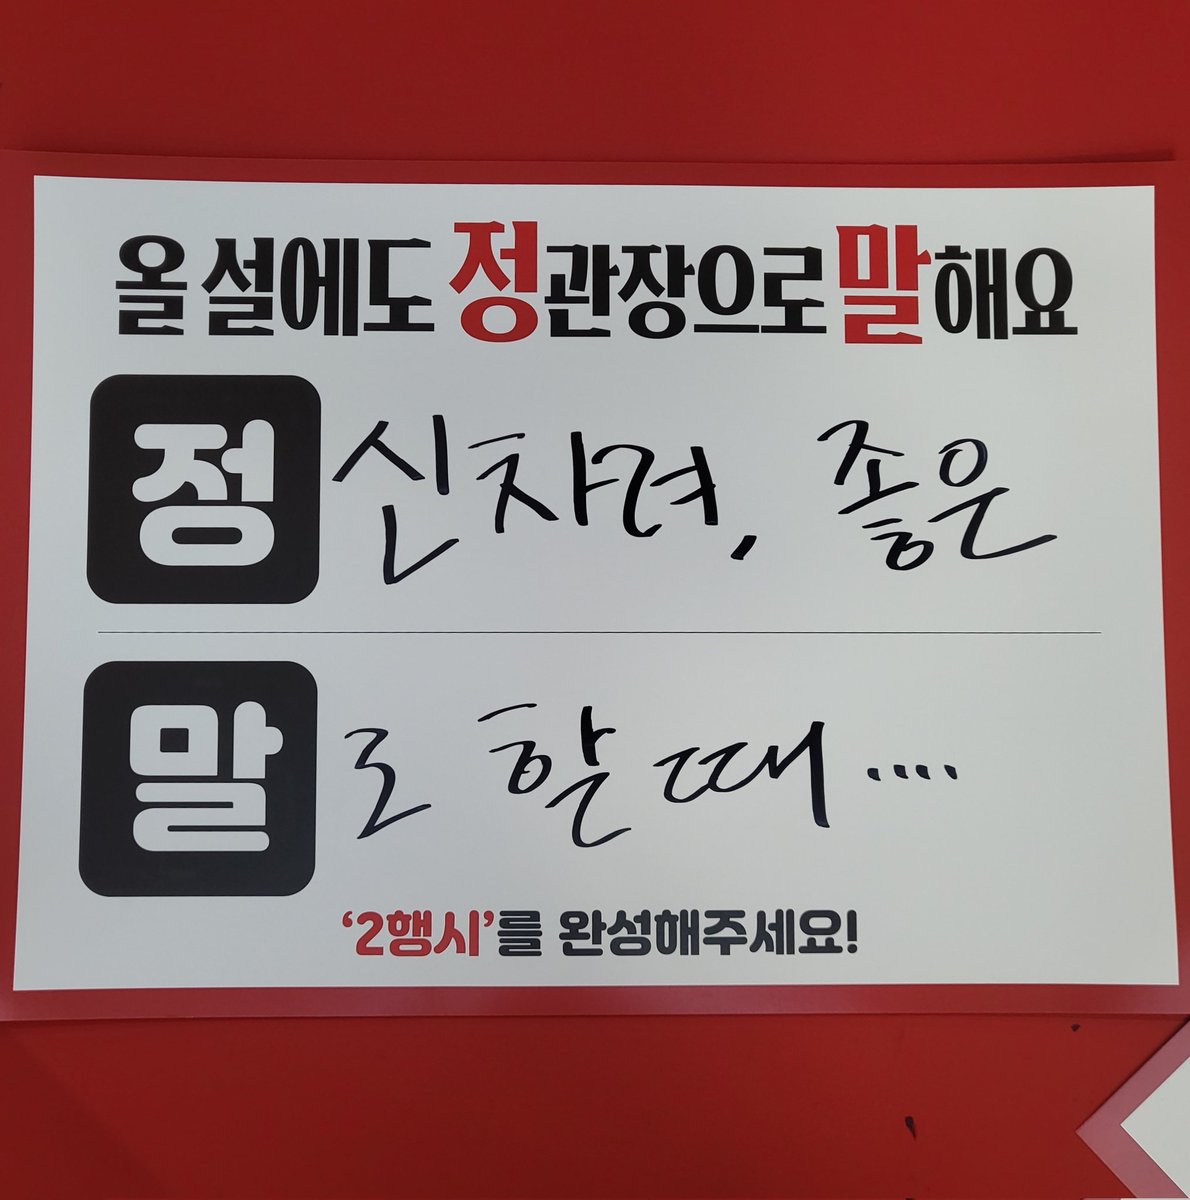 올 설에도 정관장으로 말해요
정신차려, 좋은
말로 할 때....
'2행시'를 완성해주세요!